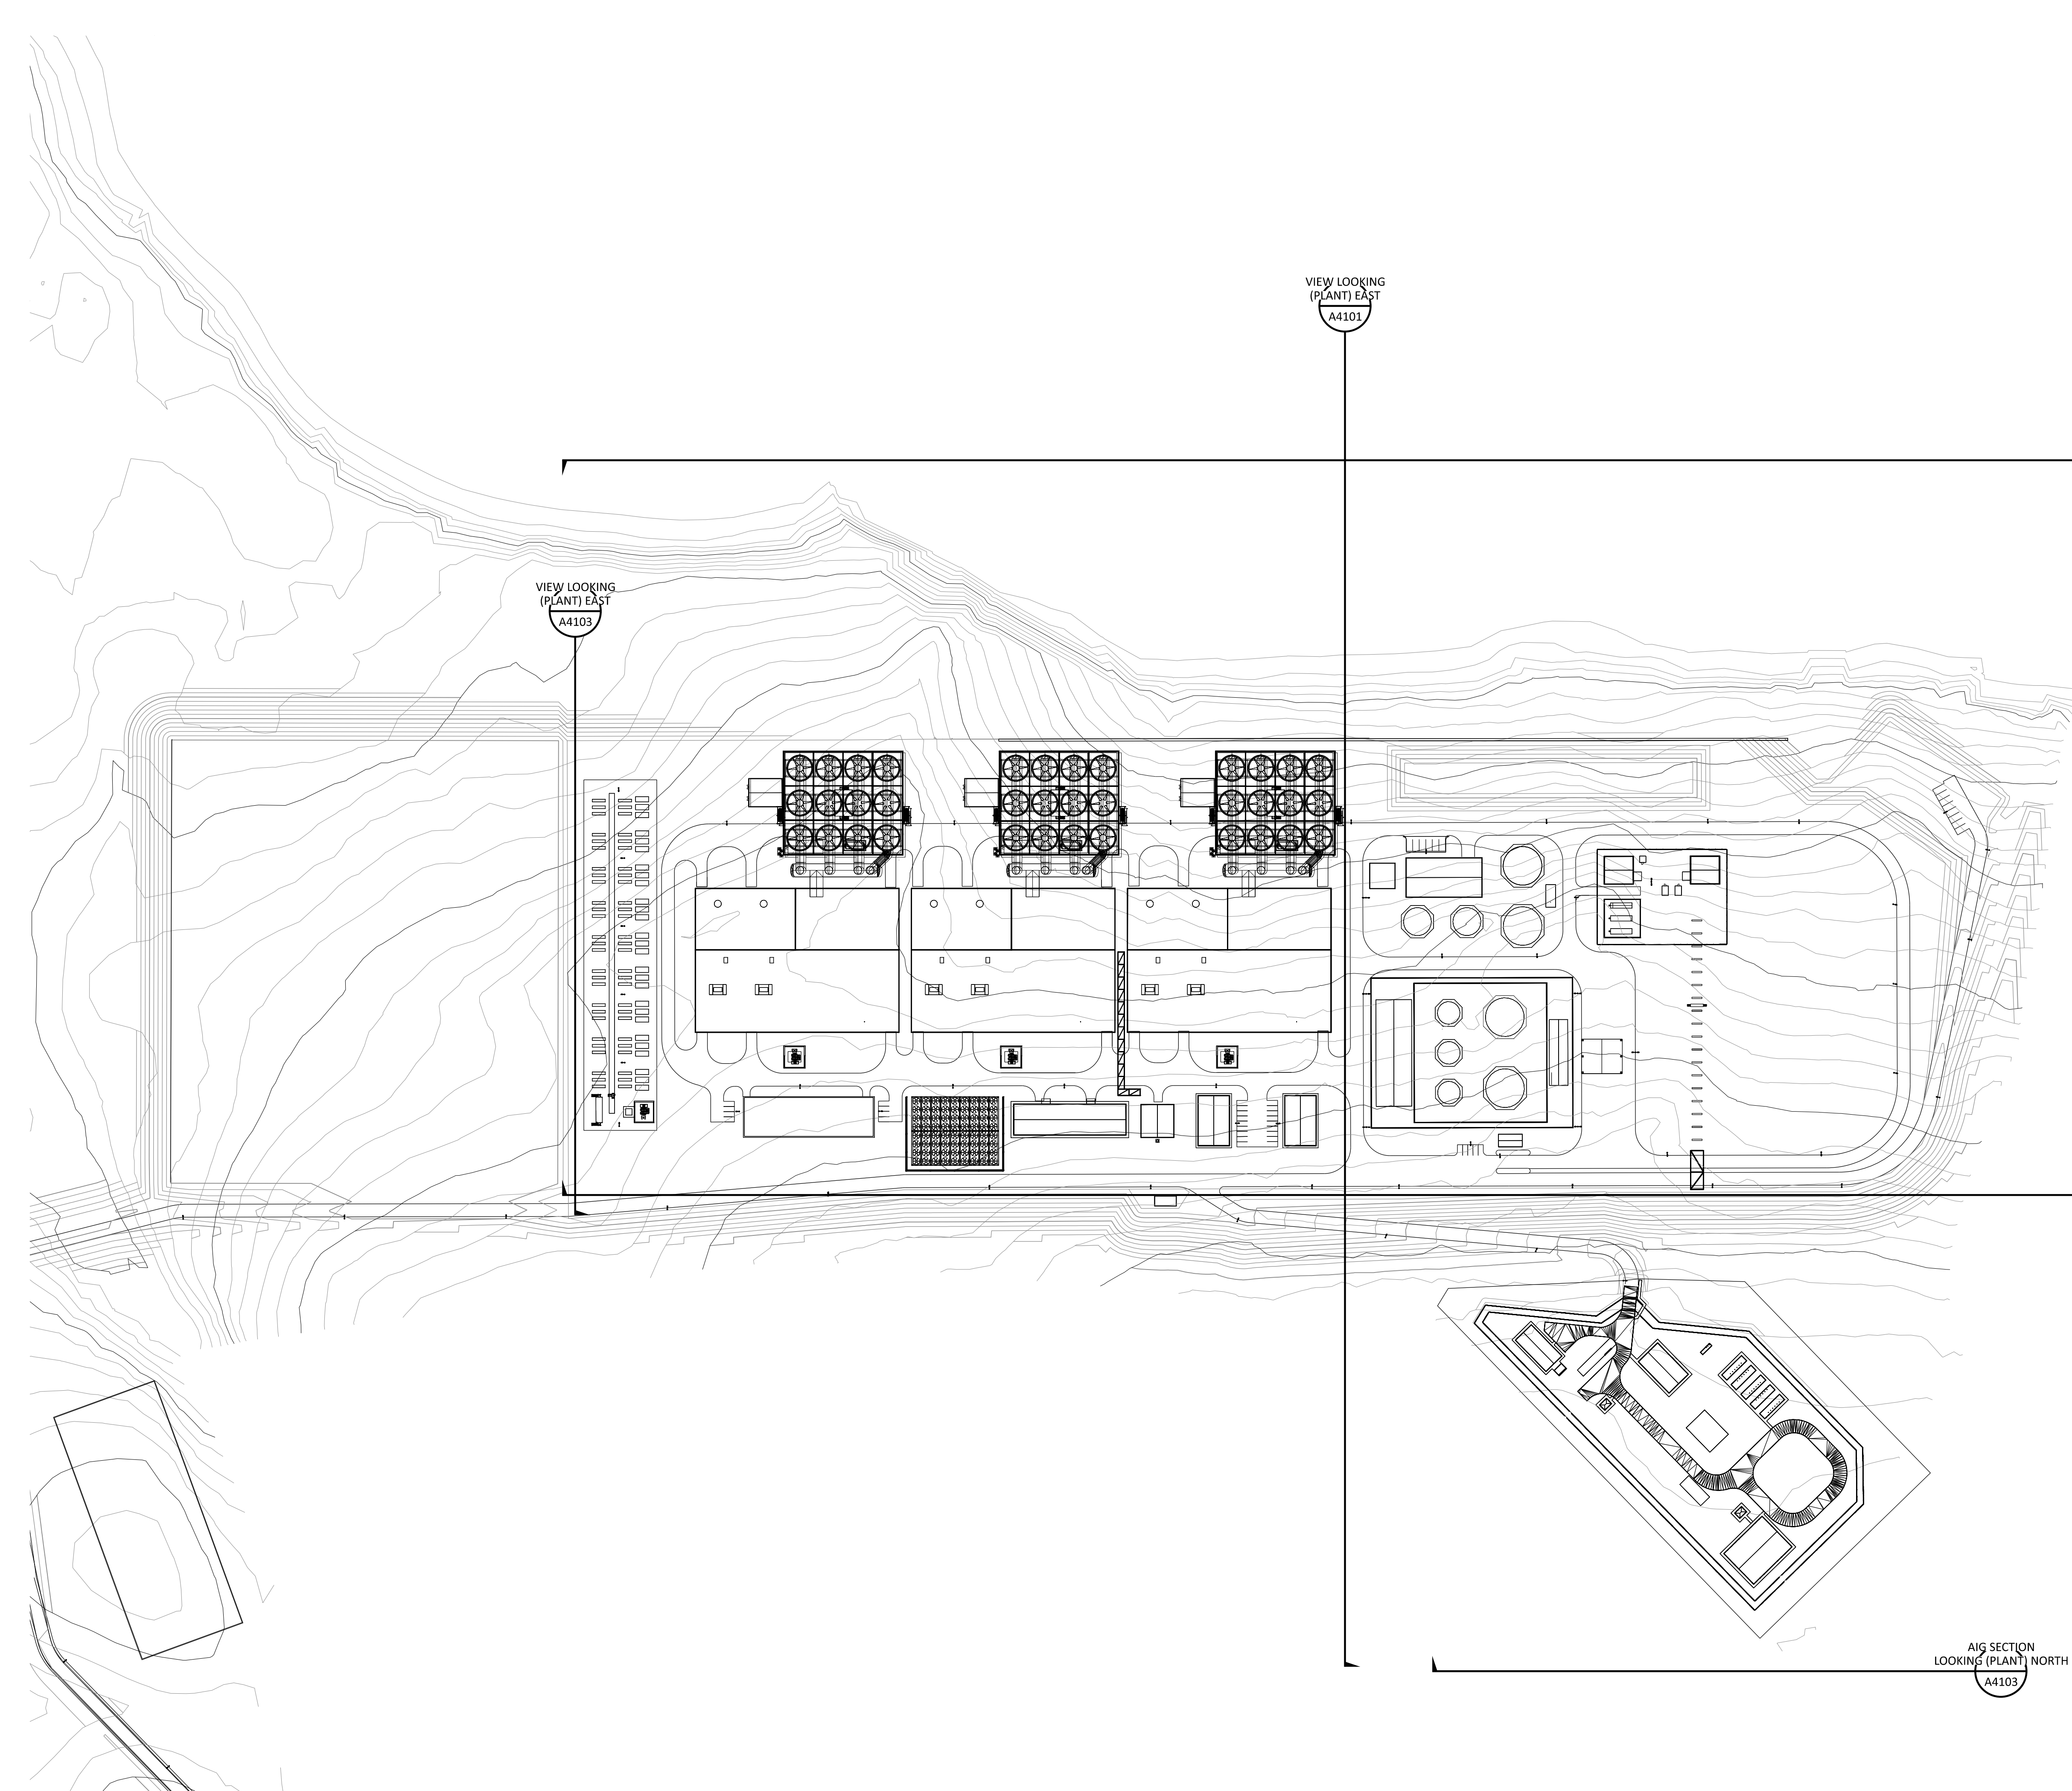 VIEW LOOKING
(PLANT) EAST
A4101
VIEW LOOKING
(PLANT) EAST
A4103
AIG SECTION
LOOKING (PLANT) NORTH
A4103